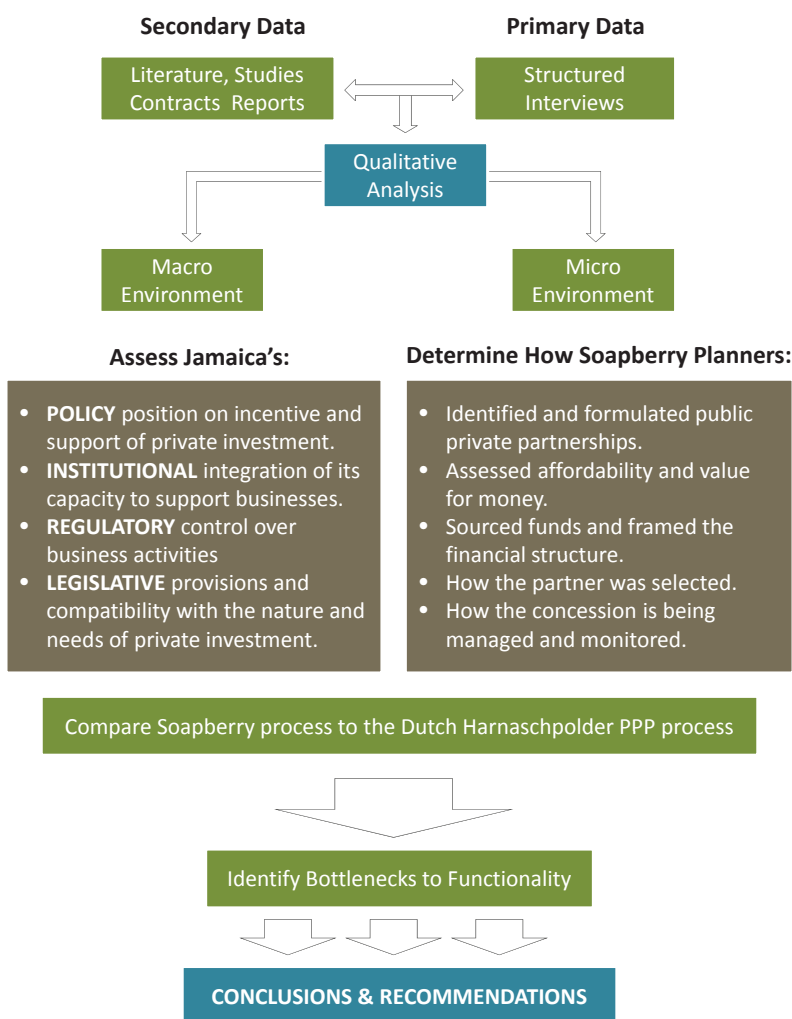 Secondary Data
Primary Data
Literature, Studies
Contracts Reports
Structured
Interviews
Qualitative
Analysis
Macro
Environment
Micro
Environment
Assess Jamaica's:
• POLICY position on incentive and
support of private investment.
• INSTITUTIONAL integration of its
capacity to support businesses.
• REGULATORY control over
business activities
• LEGISLATIVE provisions and
compatibility with the nature and
needs of private investment.
Determine How Soapberry Planners:
• Identified and formulated public
private partnerships.
• Assessed affordability and value
for money.
• Sourced funds and framed the
financial structure.
• How the partner was selected.
• How the concession is being
managed and monitored.
Compare Soapberry process to the Dutch Harnaschpolder PPP process
Identify Bottlenecks to Functionality
CONCLUSIONS & RECOMMENDATIONS